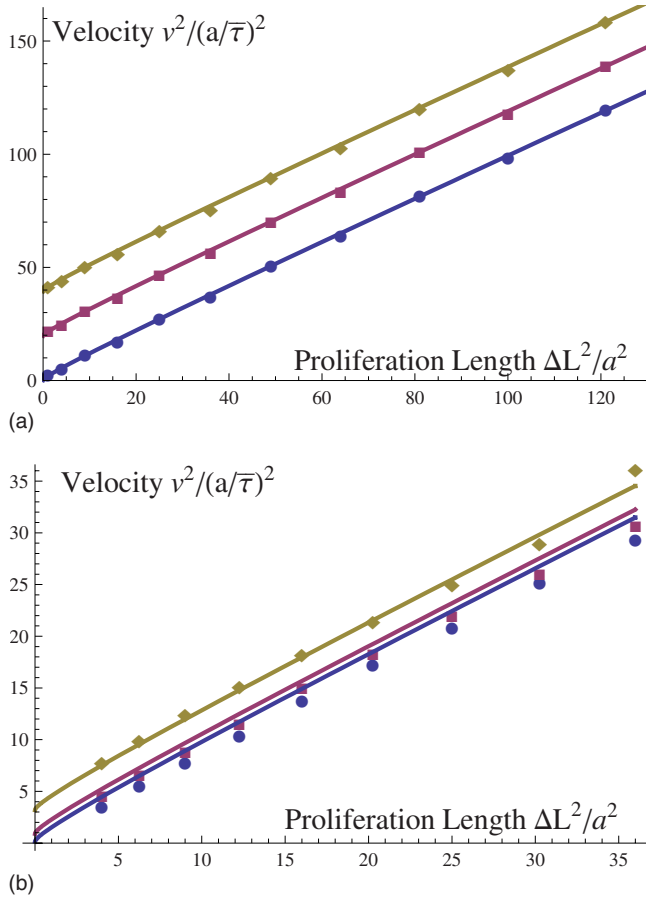 Velocity v²/(a/τ̅)²
150
100
50
0
Proliferation Length ΔL²/a²
0 20 40 60 80 100 120
(a)
Velocity v²/(a/τ̅)²
35
30
25
20
15
10
5
Proliferation Length ΔL²/a²
5 10 15 20 25 30 35
(b)